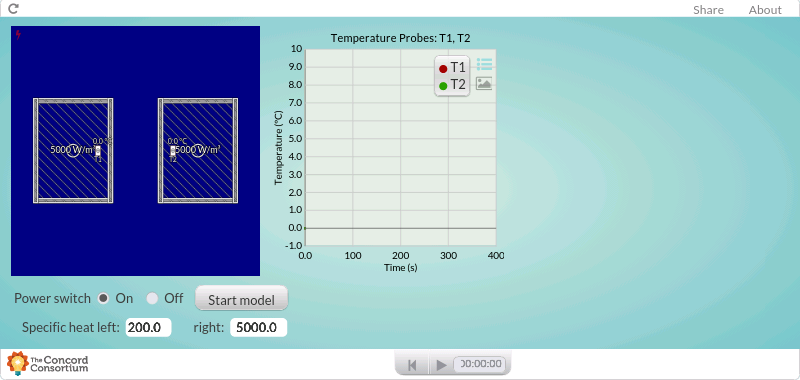 Share About
Temperature Probes: T1, T2
10
9.0
8.0
7.0
6.0
5.0
4.0
3.0
2.0
1.0
0.0
-1.0
Temperature (°C)
T1
T2
0.0 100 200 300 400
Time (s)
0.0 °C
5000 W/m³
T1
0.0 °C
5000 W/m³
T2
Power switch On Off Start model
Specific heat left: 200.0 right: 5000.0
The Concord
Consortium
00:00:00